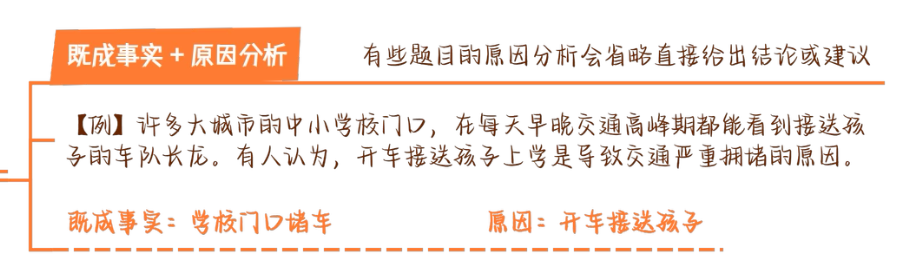 既成事实 + 原因分析
有些题目的原因分析会省略直接给出结论或建议
【例】许多大城市的中小学校门口，在每天早晚交通高峰期都能看到接送孩
子的车队长龙。有人认为，开车接送孩子上学是导致交通严重拥堵的原因。
既成事实：学校门口堵车
原因：开车接送孩子